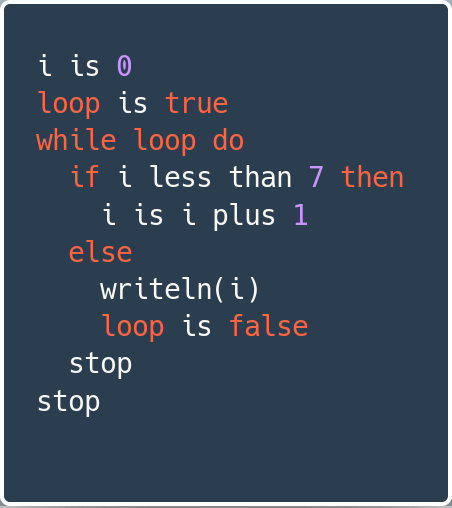 i is 0
loop is true
while loop do
if i less than 7 then
i is i plus 1
else
writeln(i)
loop is false
stop
stop